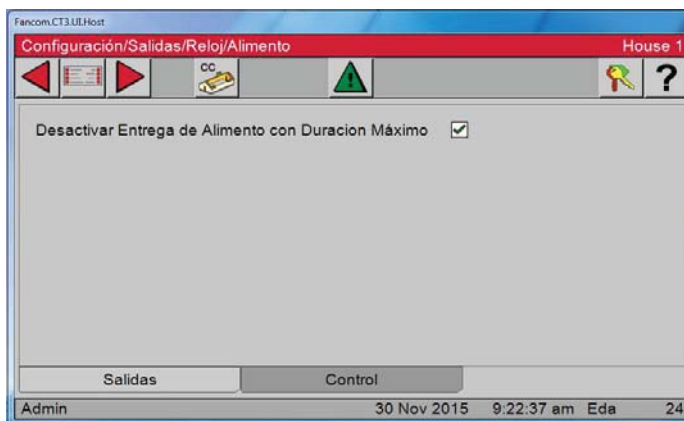 Fancom.CT3.UI.Host
Configuración/Salidas/Reloj/Alimento House 1
CC ?
Desactivar Entrega de Alimento con Duracion Máximo
Salidas Control
Admin 30 Nov 2015 9:22:37 am Eda 24